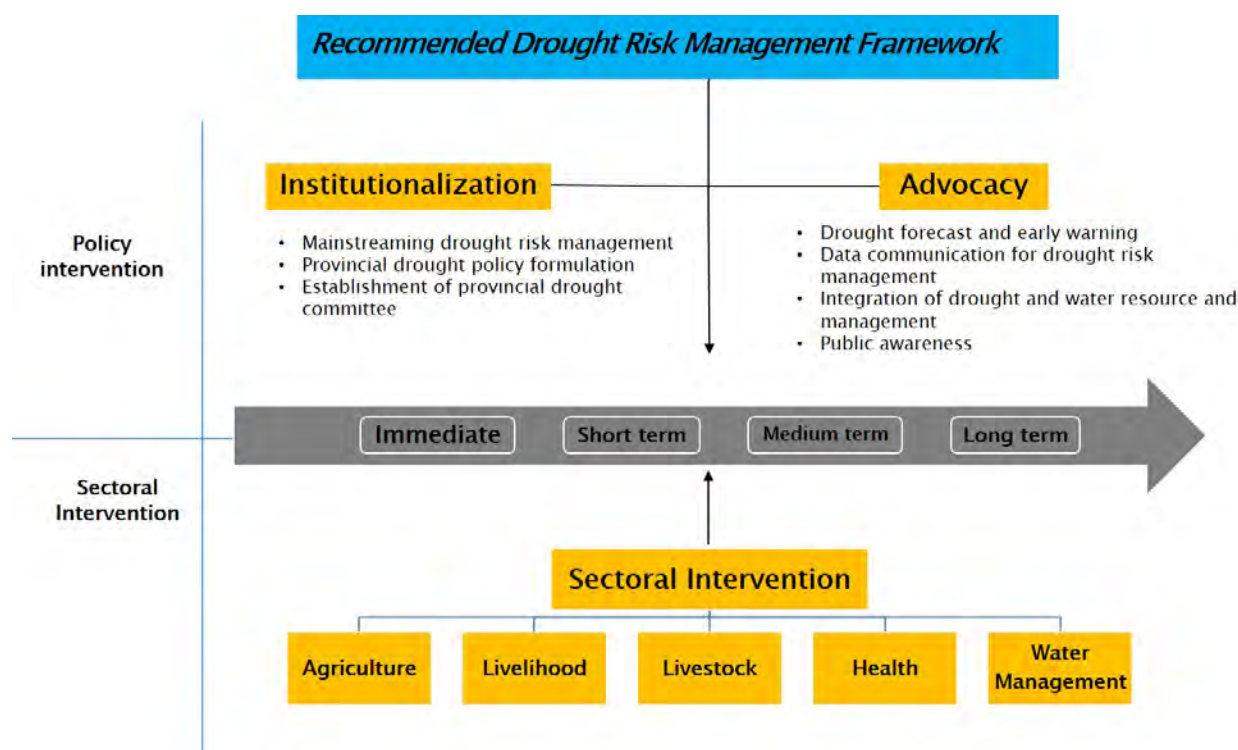 Recommended Drought Risk Management Framework
Institutionalization
Advocacy
Policy
intervention
• Mainstreaming drought risk management
• Provincial drought policy formulation
• Establishment of provincial drought
committee
• Drought forecast and early warning
• Data communication for drought risk
management
• Integration of drought and water resource and
management
• Public awareness
Immediate
Short term
Medium term
Long term
Sectoral
Intervention
Sectoral Intervention
Agriculture
Livelihood
Livestock
Health
Water
Management